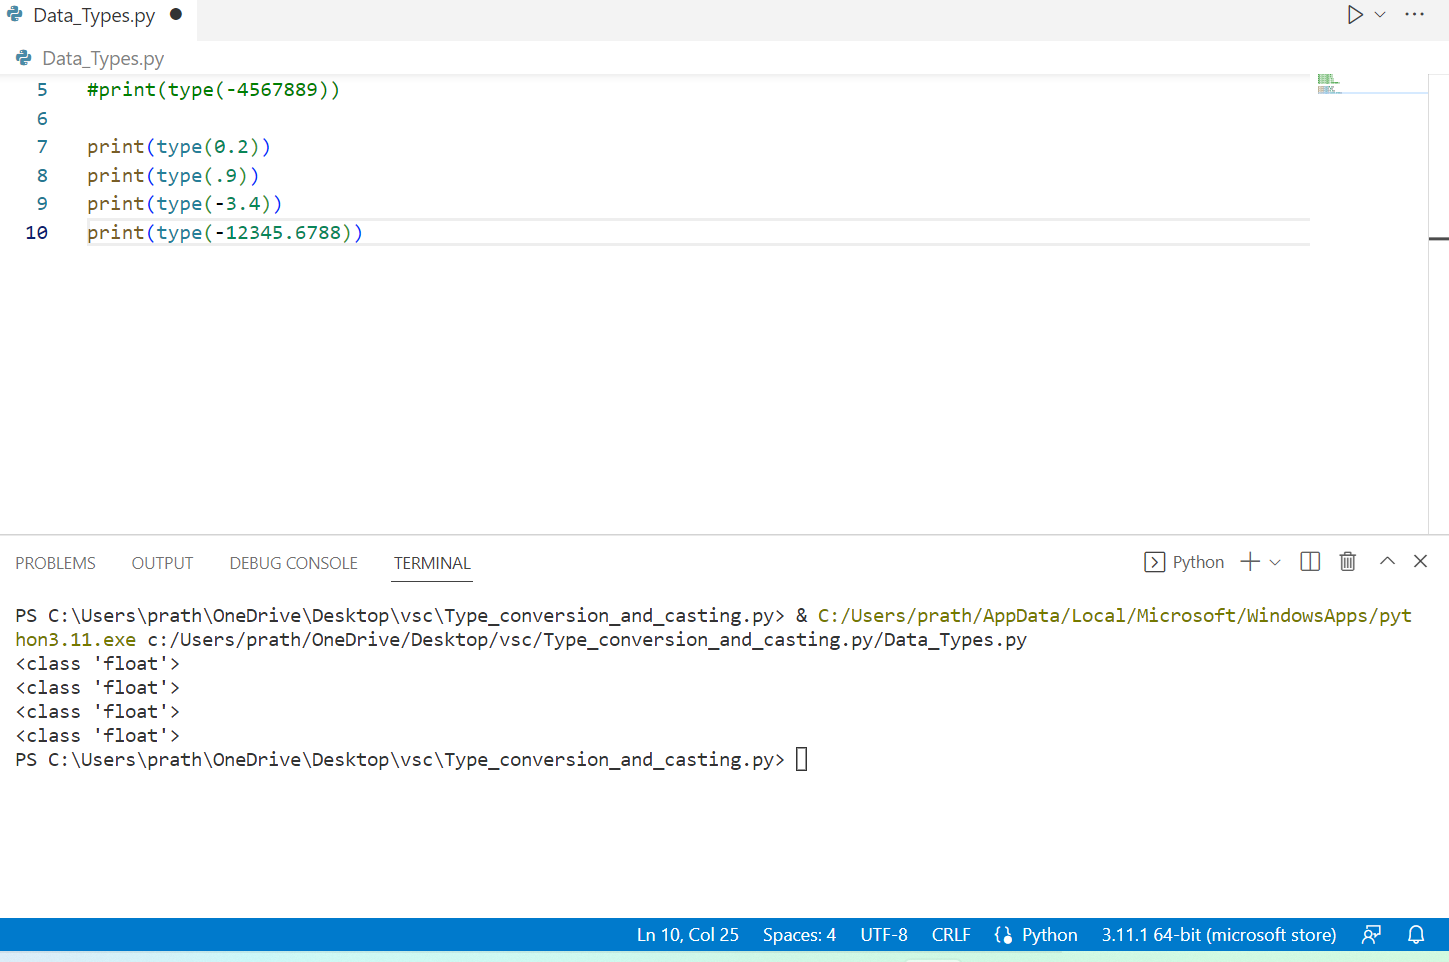 Data_Types.py
Data_Types.py
5 #print(type(-4567889))
6
7 print(type(0.2))
8 print(type(.9))
9 print(type(-3.4))
10 print(type(-12345.6788))
PROBLEMS OUTPUT DEBUG CONSOLE TERMINAL Python
PS C:\Users\prath\OneDrive\Desktop\vsc\Type_conversion_and_casting.py> & C:/Users/prath/AppData/Local/Microsoft/WindowsApps/pyt
hon3.11.exe c:/Users/prath/OneDrive/Desktop/vsc/Type_conversion_and_casting.py/Data_Types.py
<class 'float'>
<class 'float'>
<class 'float'>
<class 'float'>
PS C:\Users\prath\OneDrive\Desktop\vsc\Type_conversion_and_casting.py>
Ln 10, Col 25 Spaces: 4 UTF-8 CRLF Python 3.11.1 64-bit (microsoft store)